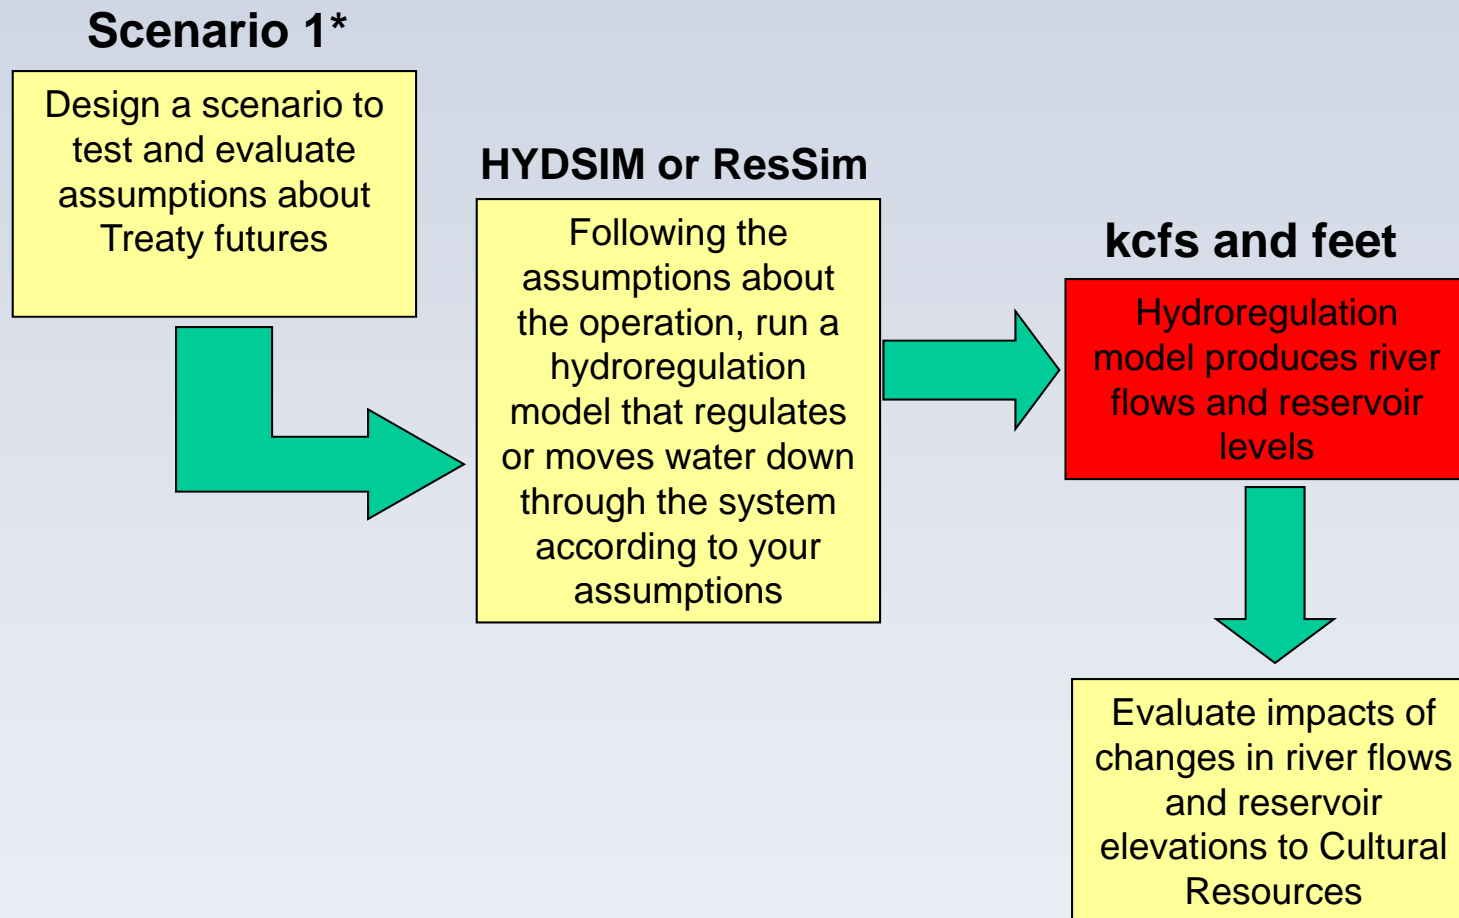 Scenario 1*
Design a scenario to
test and evaluate
assumptions about
Treaty futures
HYDSIM or ResSim
Following the
assumptions about
the operation, run a
hydroregulation
model that regulates
or moves water down
through the system
according to your
assumptions
kcfs and feet
Hydroregulation
model produces river
flows and reservoir
levels
Evaluate impacts of
changes in river flows
and reservoir
elevations to Cultural
Resources